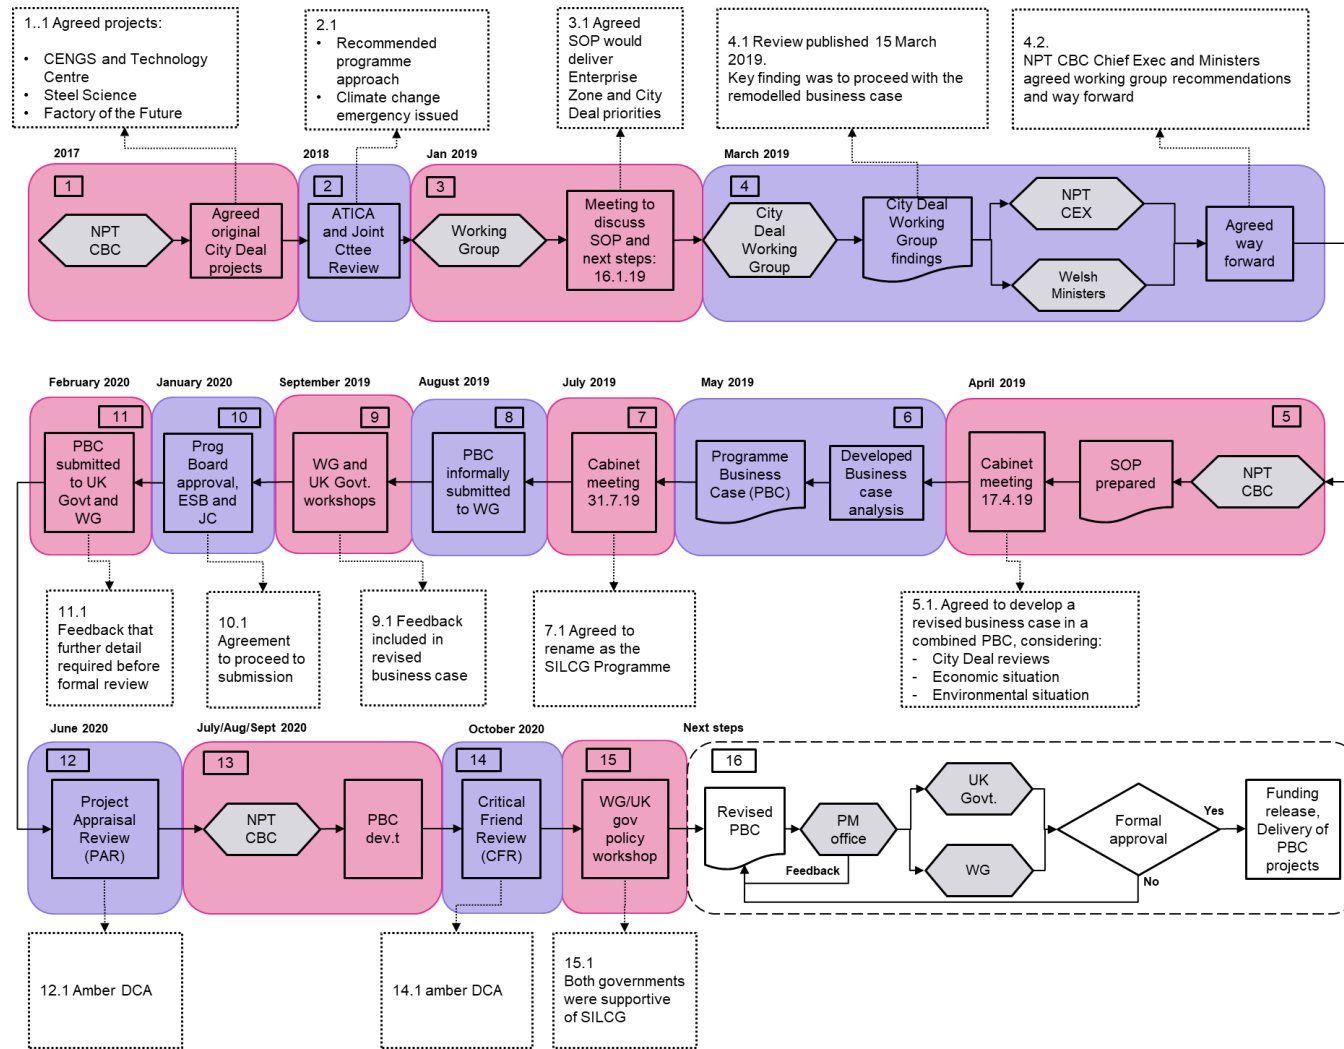 1..1 Agreed projects:
• CENGS and Technology
Centre
• Steel Science
• Factory of the Future
2.1
• Recommended
programme
approach
• Climate change
emergency issued
3.1 Agreed
SOP would
deliver
Enterprise
Zone and City
Deal priorities
4.1 Review published 15 March
2019.
Key finding was to proceed with the
remodelled business case
4.2.
NPT CBC Chief Exec and Ministers
agreed working group recommendations
and way forward
2017
2018
Jan 2019
March 2019
1
NPT
CBC
Agreed
original
City Deal
projects
2
ATICA
and Joint
Cttee
Review
3
Working
Group
Meeting to
discuss
SOP and
next steps:
16.1.19
4
City
Deal
Working
Group
City Deal
Working
Group
findings
NPT
CEX
Welsh
Ministers
Agreed
way
forward
February 2020
January 2020
September 2019
August 2019
July 2019
May 2019
April 2019
11
PBC
submitted
to UK
Govt and
WG
10
Prog
Board
approval,
ESB and
JC
9
WG and
UK Govt.
workshops
8
PBC
informally
submitted
to WG
7
Cabinet
meeting
31.7.19
6
Programme
Business
Case (PBC)
Developed
Business
case
analysis
5
Cabinet
meeting
17.4.19
SOP
prepared
NPT
CBC
11.1
Feedback that
further detail
required before
formal review
10.1
Agreement
to proceed to
submission
9.1 Feedback
included in
revised
business case
7.1 Agreed to
rename as the
SILCG Programme
5.1. Agreed to develop a
revised business case in a
combined PBC, considering:
- City Deal reviews
- Economic situation
- Environmental situation
June 2020
July/Aug/Sept 2020
October 2020
Next steps
12
Project
Appraisal
Review
(PAR)
13
NPT
CBC
PBC
dev.t
14
Critical
Friend
Review
(CFR)
15
WG/UK
gov
policy
workshop
16
Revised
PBC
PM
office
Feedback
UK
Govt.
WG
Formal
approval
Yes
No
Funding
release,
Delivery of
PBC
projects
12.1 Amber DCA
14.1 amber DCA
15.1
Both governments
were supportive
of SILCG